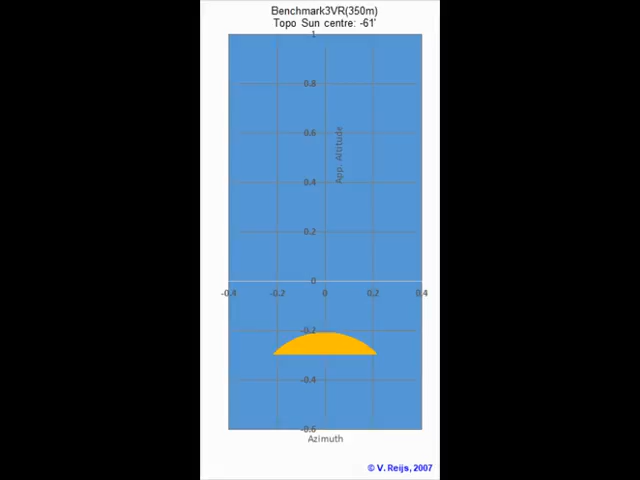 Benchmark3VR(350m)
Topo Sun centre: -61'
1
0.8
0.6
App. Altitude
0.4
0.2
0
-0.4 -0.2 0 0.2 0.4
-0.2
-0.4
-0.6
Azimuth
© V. Reijs, 2007